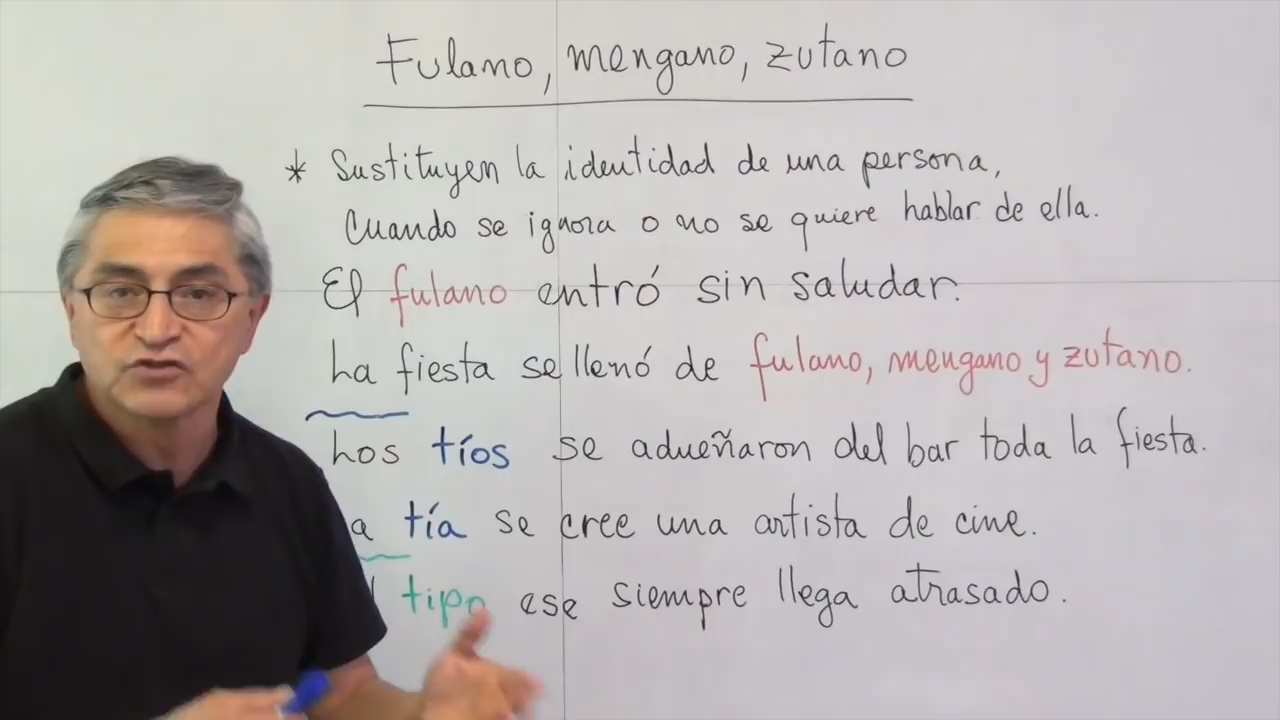 Fulano, mengano, zutano
* Sustituyen la identidad de una persona,
cuando se ignora o no se quiere hablar de ella.
El fulano entró sin saludar.
La fiesta se llenó de fulano, mengano y zutano.
Los tíos se adueñaron del bar toda la fiesta.
a tía se cree una artista de cine.
l tipo ese siempre llega atrasado.